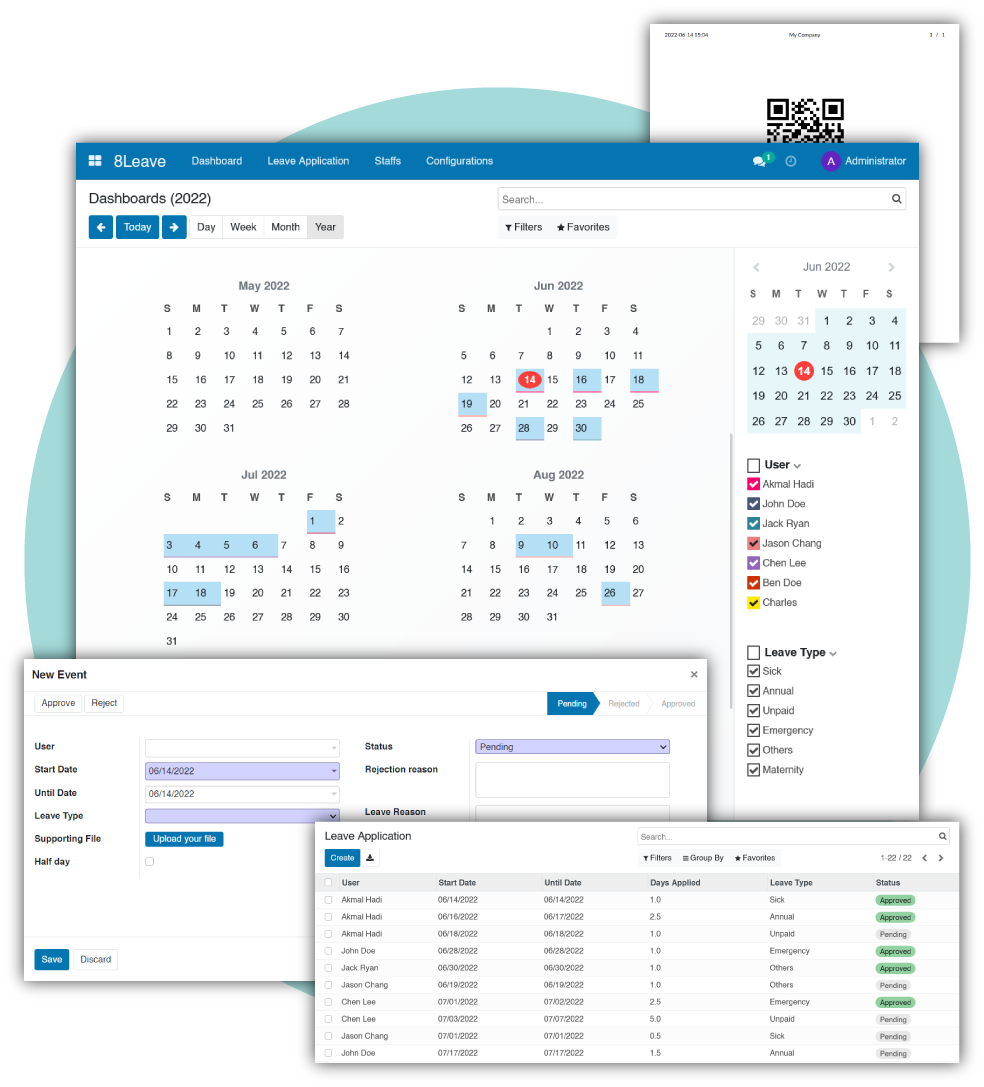 2022-06-14 15:04 My Company 1 / 1
8Leave Dashboard Leave Application Staffs Configurations 1 A Administrator
Dashboards (2022) Search...
Today Day Week Month Year Filters Favorites
May 2022
S M T W T F S
1 2 3 4 5 6 7
8 9 10 11 12 13 14
15 16 17 18 19 20 21
22 23 24 25 26 27 28
29 30 31
Jun 2022
S M T W T F S
1 2 3 4
5 6 7 8 9 10 11
12 13 14 15 16 17 18
19 20 21 22 23 24 25
26 27 28 29 30
Jul 2022
S M T W T F S
1 2
3 4 5 6 7 8 9
10 11 12 13 14 15 16
17 18 19 20 21 22 23
24 25 26 27 28 29 30
31
Aug 2022
S M T W T F S
1 2 3 4 5 6
7 8 9 10 11 12 13
14 15 16 17 18 19 20
21 22 23 24 25 26 27
28 29 30 31
Jun 2022
S M T W T F S
29 30 31 1 2 3 4
5 6 7 8 9 10 11
12 13 14 15 16 17 18
19 20 21 22 23 24 25
26 27 28 29 30 1 2
User
Akmal Hadi
John Doe
Jack Ryan
Jason Chang
Chen Lee
Ben Doe
Charles
Leave Type
Sick
Annual
Unpaid
Emergency
Others
Maternity
New Event ×
Approve Reject Pending Rejected Approved
User
Start Date 06/14/2022
Until Date 06/14/2022
Leave Type
Supporting File Upload your file
Half day
Status Pending
Rejection reason
Leave Reason
Save Discard
Leave Application Search...
Create Filters Group By Favorites 1-22 / 22
User Start Date Until Date Days Applied Leave Type Status
Akmal Hadi 06/14/2022 06/14/2022 1.0 Sick Approved
Akmal Hadi 06/16/2022 06/17/2022 2.5 Annual Approved
Akmal Hadi 06/18/2022 06/18/2022 1.0 Unpaid Pending
John Doe 06/28/2022 06/28/2022 1.0 Emergency Approved
Jack Ryan 06/30/2022 06/30/2022 1.0 Others Approved
Jason Chang 06/19/2022 06/19/2022 1.0 Others Pending
Chen Lee 07/01/2022 07/02/2022 2.5 Emergency Approved
Chen Lee 07/03/2022 07/07/2022 5.0 Unpaid Pending
Jason Chang 07/01/2022 07/01/2022 0.5 Sick Pending
John Doe 07/17/2022 07/17/2022 1.5 Annual Pending